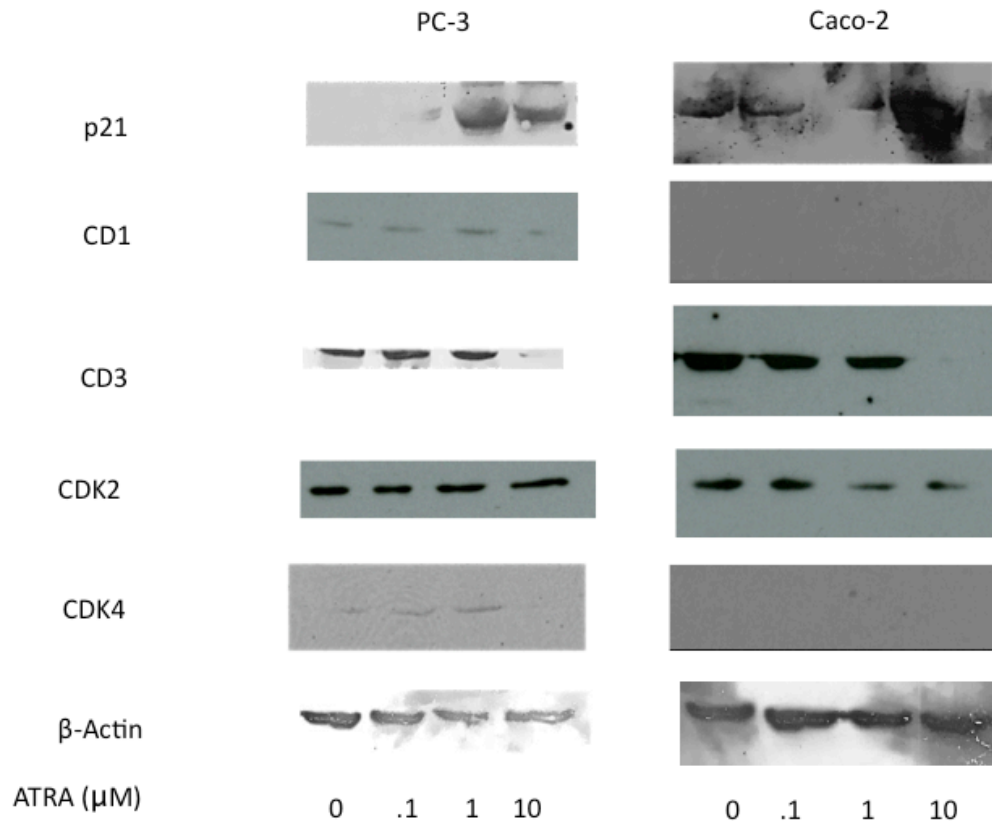 PC-3 Caco-2
p21
CD1
CD3
CDK2
CDK4
β-Actin
ATRA (μM) 0 .1 1 10 0 .1 1 10